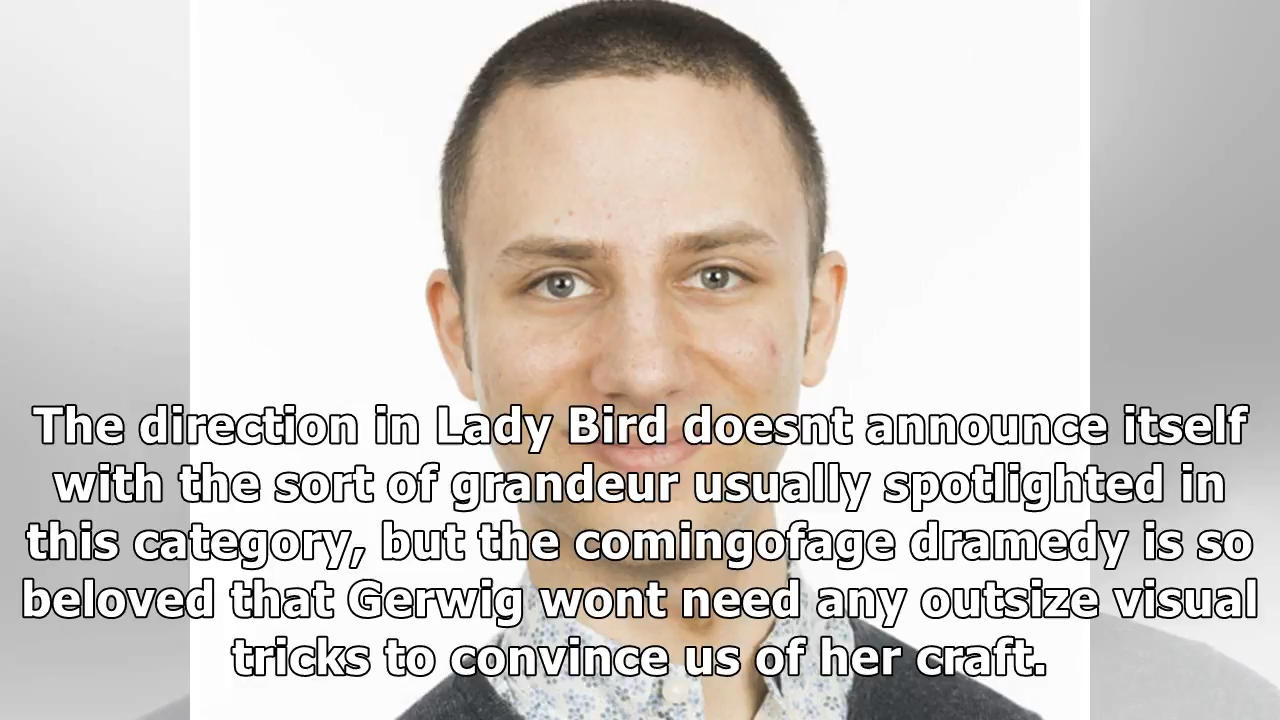 The direction in Lady Bird doesnt announce itself
with the sort of grandeur usually spotlighted in
this category, but the comingofage dramedy is so
beloved that Gerwig wont need any outsize visual
tricks to convince us of her craft.